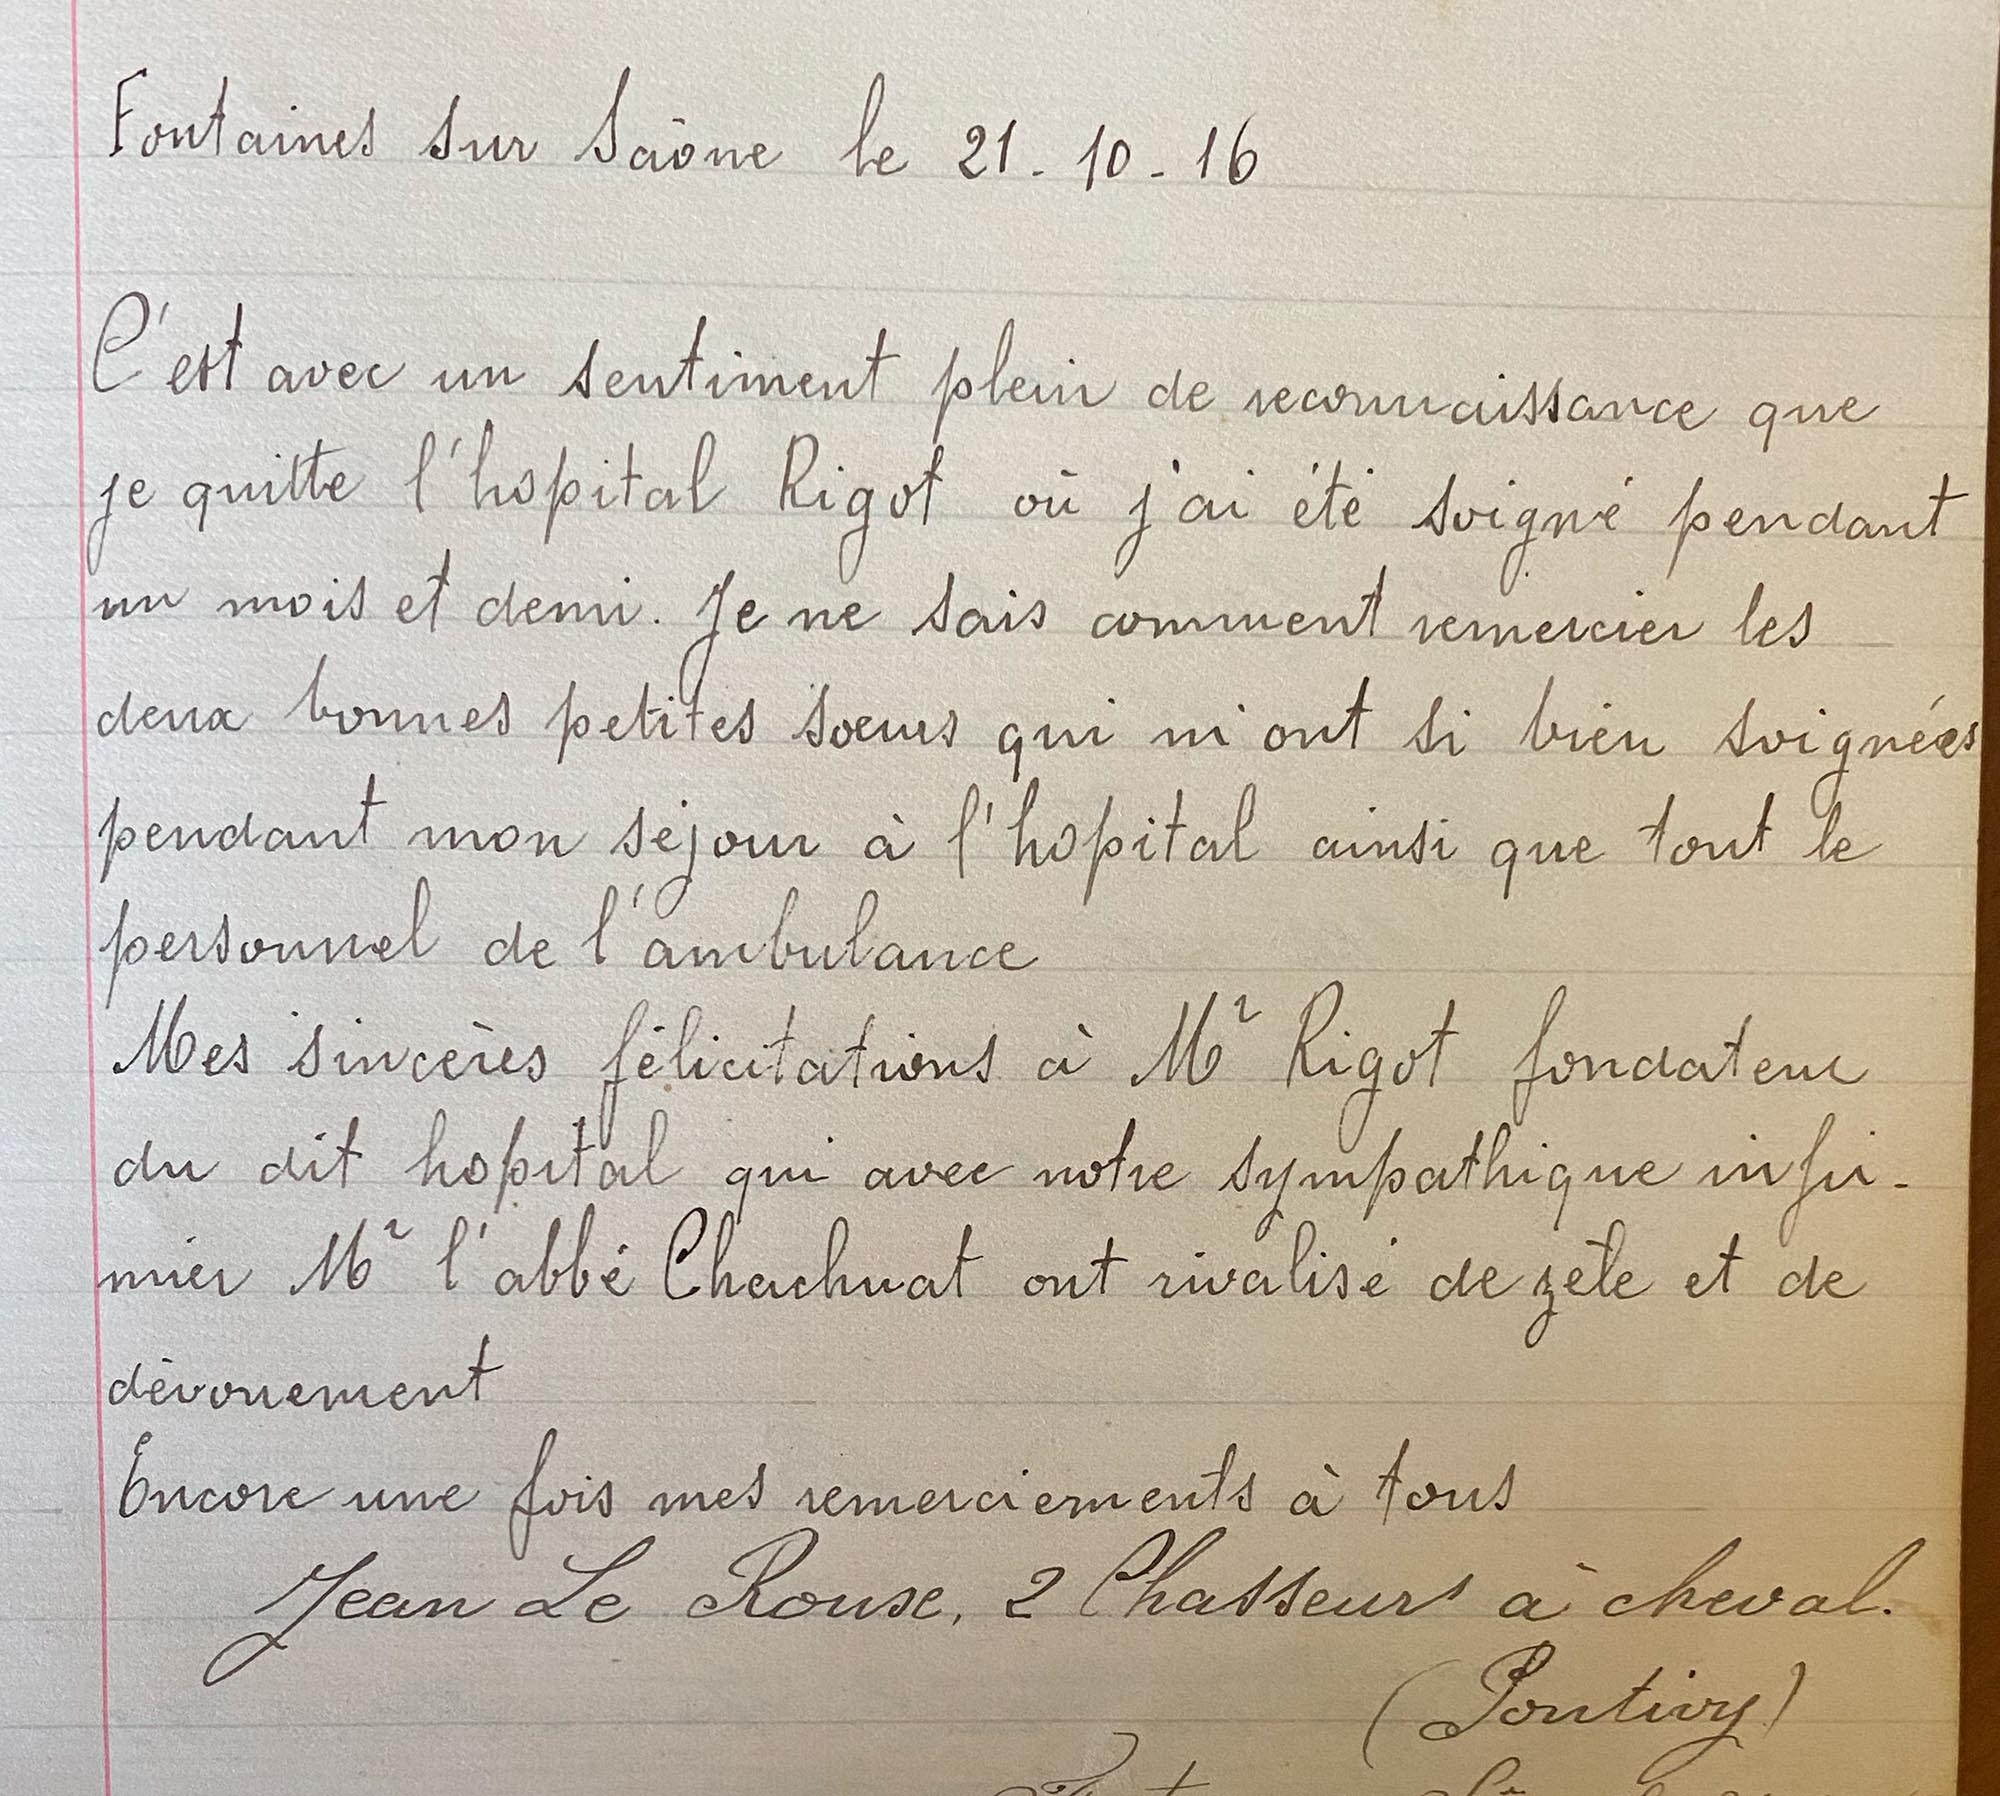 Fontaines sur Saône le 21 - 10 - 16
C'est avec un sentiment plein de reconnaissance que
je quitte l'hopital Rigot où j'ai été soigné pendant
un mois et demi. Je ne sais comment remercier les
deux bonnes petites soeurs qui m'ont si bien soignées
pendant mon séjour à l'hopital ainsi que tout le
personnel de l'ambulance
Mes sincères félicitations à Mr Rigot fondateur
du dit hopital qui avec notre sympathique infir-
mier Mr l'abbé Chachuat ont rivalisé de zèle et de
dévouement
Encore une fois mes remerciements à tous
Jean Le Rouse, 2 Chasseurs à cheval.
(Pontivy)